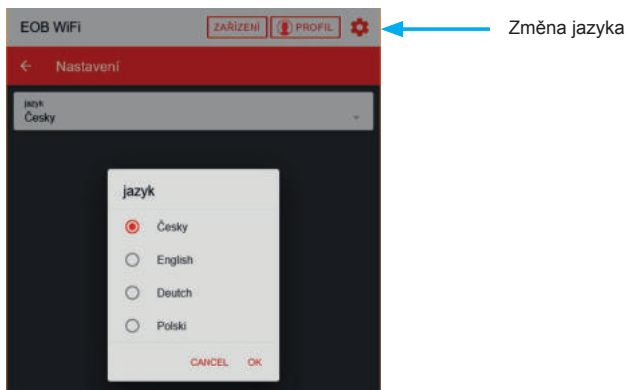 EOB WiFi ZAŘÍZENÍ PROFIL
Změna jazyka
Nastavení
jazyk
Česky
jazyk
Česky
English
Deutch
Polski
CANCEL OK